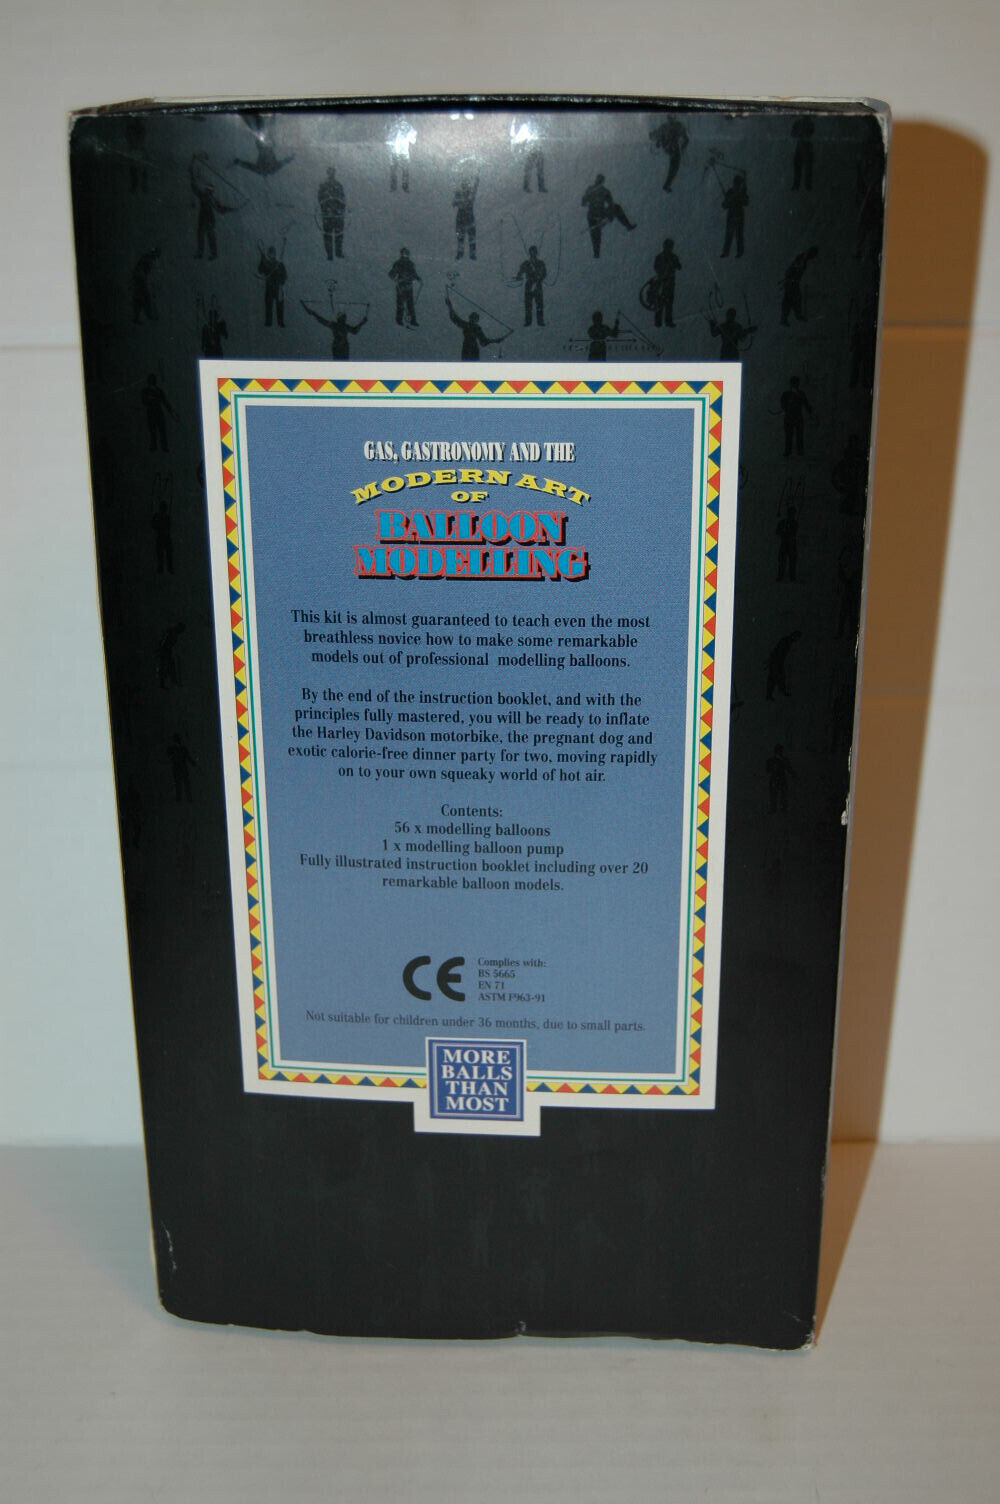 GAS, GASTRONOMY AND THE
MODERN ART
OF
BALLOON
MODELLING
This kit is almost guaranteed to teach even the most
breathless novice how to make some remarkable
models out of professional modelling balloons.
By the end of the instruction booklet, and with the
principles fully mastered, you will be ready to inflate
the Harley Davidson motorbike, the pregnant dog and
exotic calorie-free dinner party for two, moving rapidly
on to your own squeaky world of hot air.
Contents:
56 x modelling balloons
1 x modelling balloon pump
Fully illustrated instruction booklet including over 20
remarkable balloon models.
CE
Complies with:
BS 5665
EN 71
ASTM F963-91
Not suitable for children under 36 months, due to small parts.
MORE
BALLS
THAN
MOST